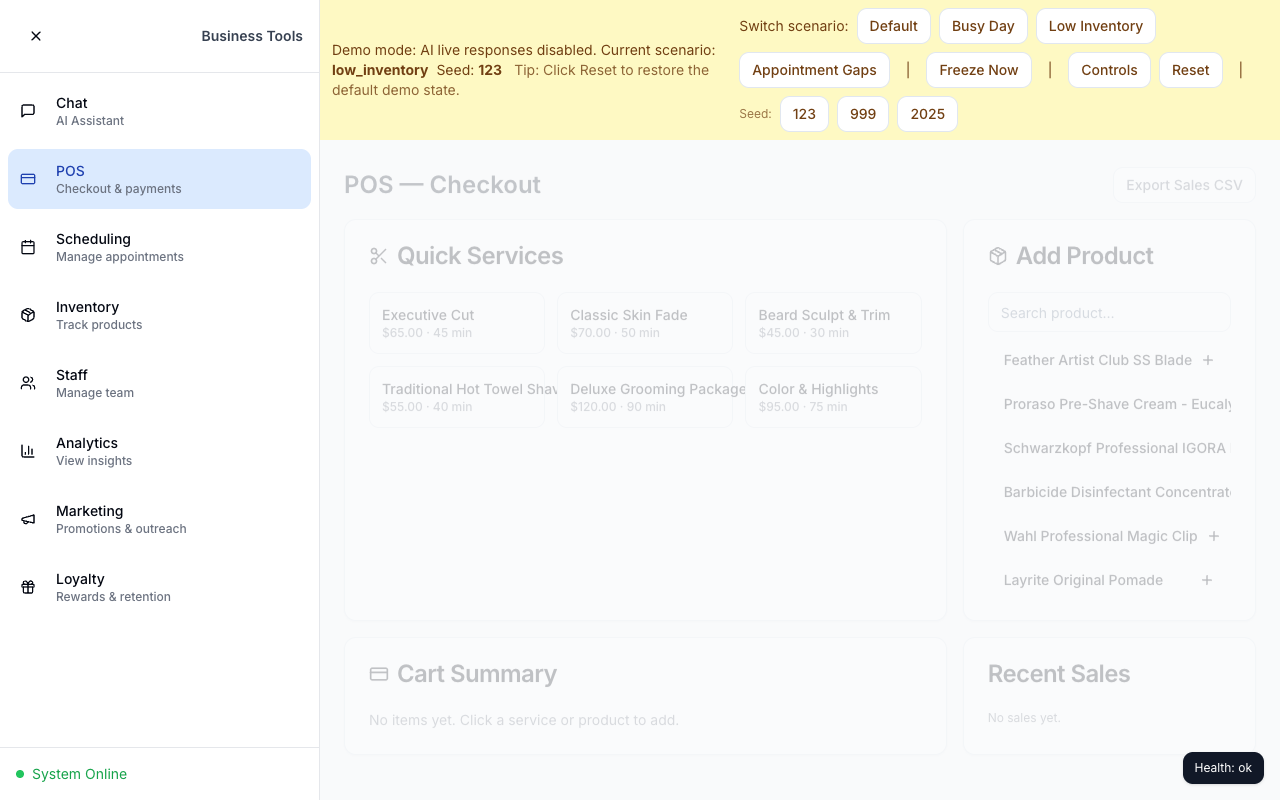 Business Tools
Chat
AI Assistant
POS
Checkout & payments
Scheduling
Manage appointments
Inventory
Track products
Staff
Manage team
Analytics
View insights
Marketing
Promotions & outreach
Loyalty
Rewards & retention
System Online
Demo mode: AI live responses disabled. Current scenario:
low_inventory Seed: 123 Tip: Click Reset to restore the
default demo state.
Switch scenario: Default Busy Day Low Inventory
Appointment Gaps | Freeze Now | Controls Reset |
Seed: 123 999 2025
POS — Checkout
Export Sales CSV
Quick Services
Executive Cut
$65.00 · 45 min
Classic Skin Fade
$70.00 · 50 min
Beard Sculpt & Trim
$45.00 · 30 min
Traditional Hot Towel Shav
$55.00 · 40 min
Deluxe Grooming Package
$120.00 · 90 min
Color & Highlights
$95.00 · 75 min
Add Product
Search product...
Feather Artist Club SS Blade +
Proraso Pre-Shave Cream - Eucaly
Schwarzkopf Professional IGORA
Barbicide Disinfectant Concentrat
Wahl Professional Magic Clip +
Layrite Original Pomade +
Cart Summary
No items yet. Click a service or product to add.
Recent Sales
No sales yet.
Health: ok